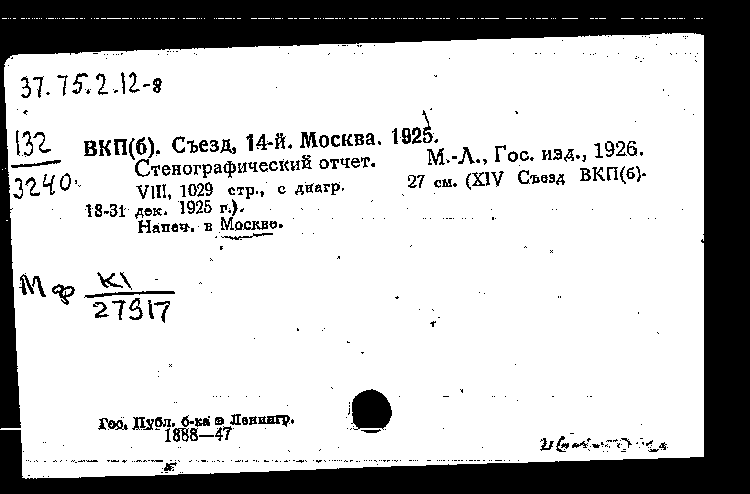 37.75.2.12-8
132
3240
ВКП(б). Съезд, 14-й. Москва. 1925.
Стенографический отчет. М.-Л., Гос. изд., 1926.
VIII, 1029 стр., с диагр. 27 см. (XIV Съезд ВКП(б).
18-31 дек. 1925 г.).
Напеч. в Москве.
Мф К1
27917
Гос. Публ. б-ка в Ленингр.
1888—47